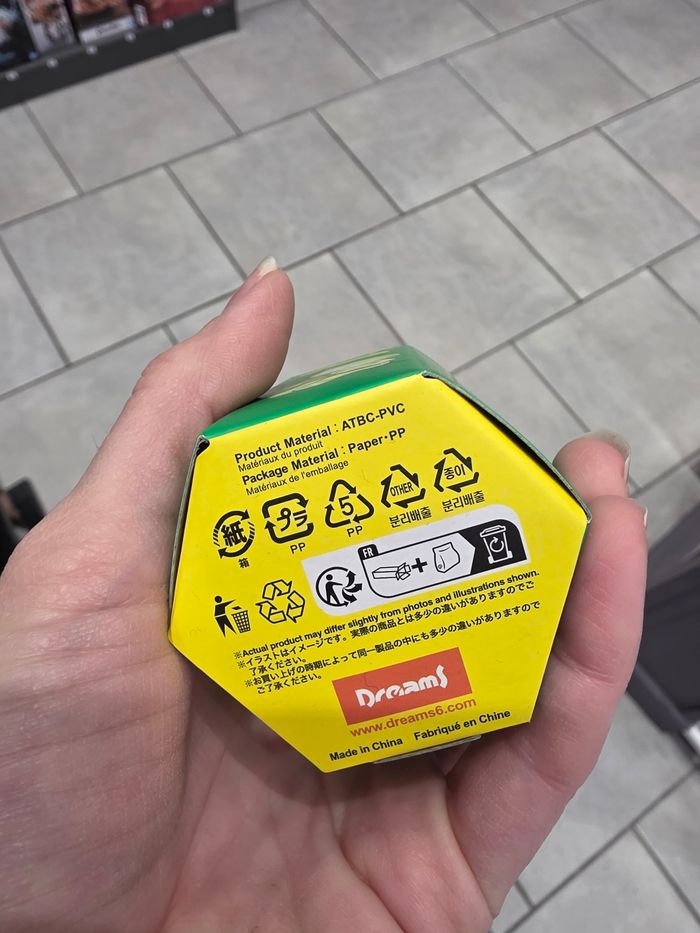 Product Material : ATBC-PVC
Matériaux du produit
Package Material : Paper・PP
Matériaux de l'emballage
紙 プラ 5 OTHER 종이
箱 PP PP 분리배출 분리배출
FR
※Actual product may differ slightly from photos and illustrations shown.
※イラストはイメージです。実際の商品とは多少の違いがありますのでご
了承ください。
※お買い上げの時期によって同一製品の中にも多少の違いがありますので
ご了承ください。
Dreams
www.dreams6.com
Made in China Fabriqué en Chine